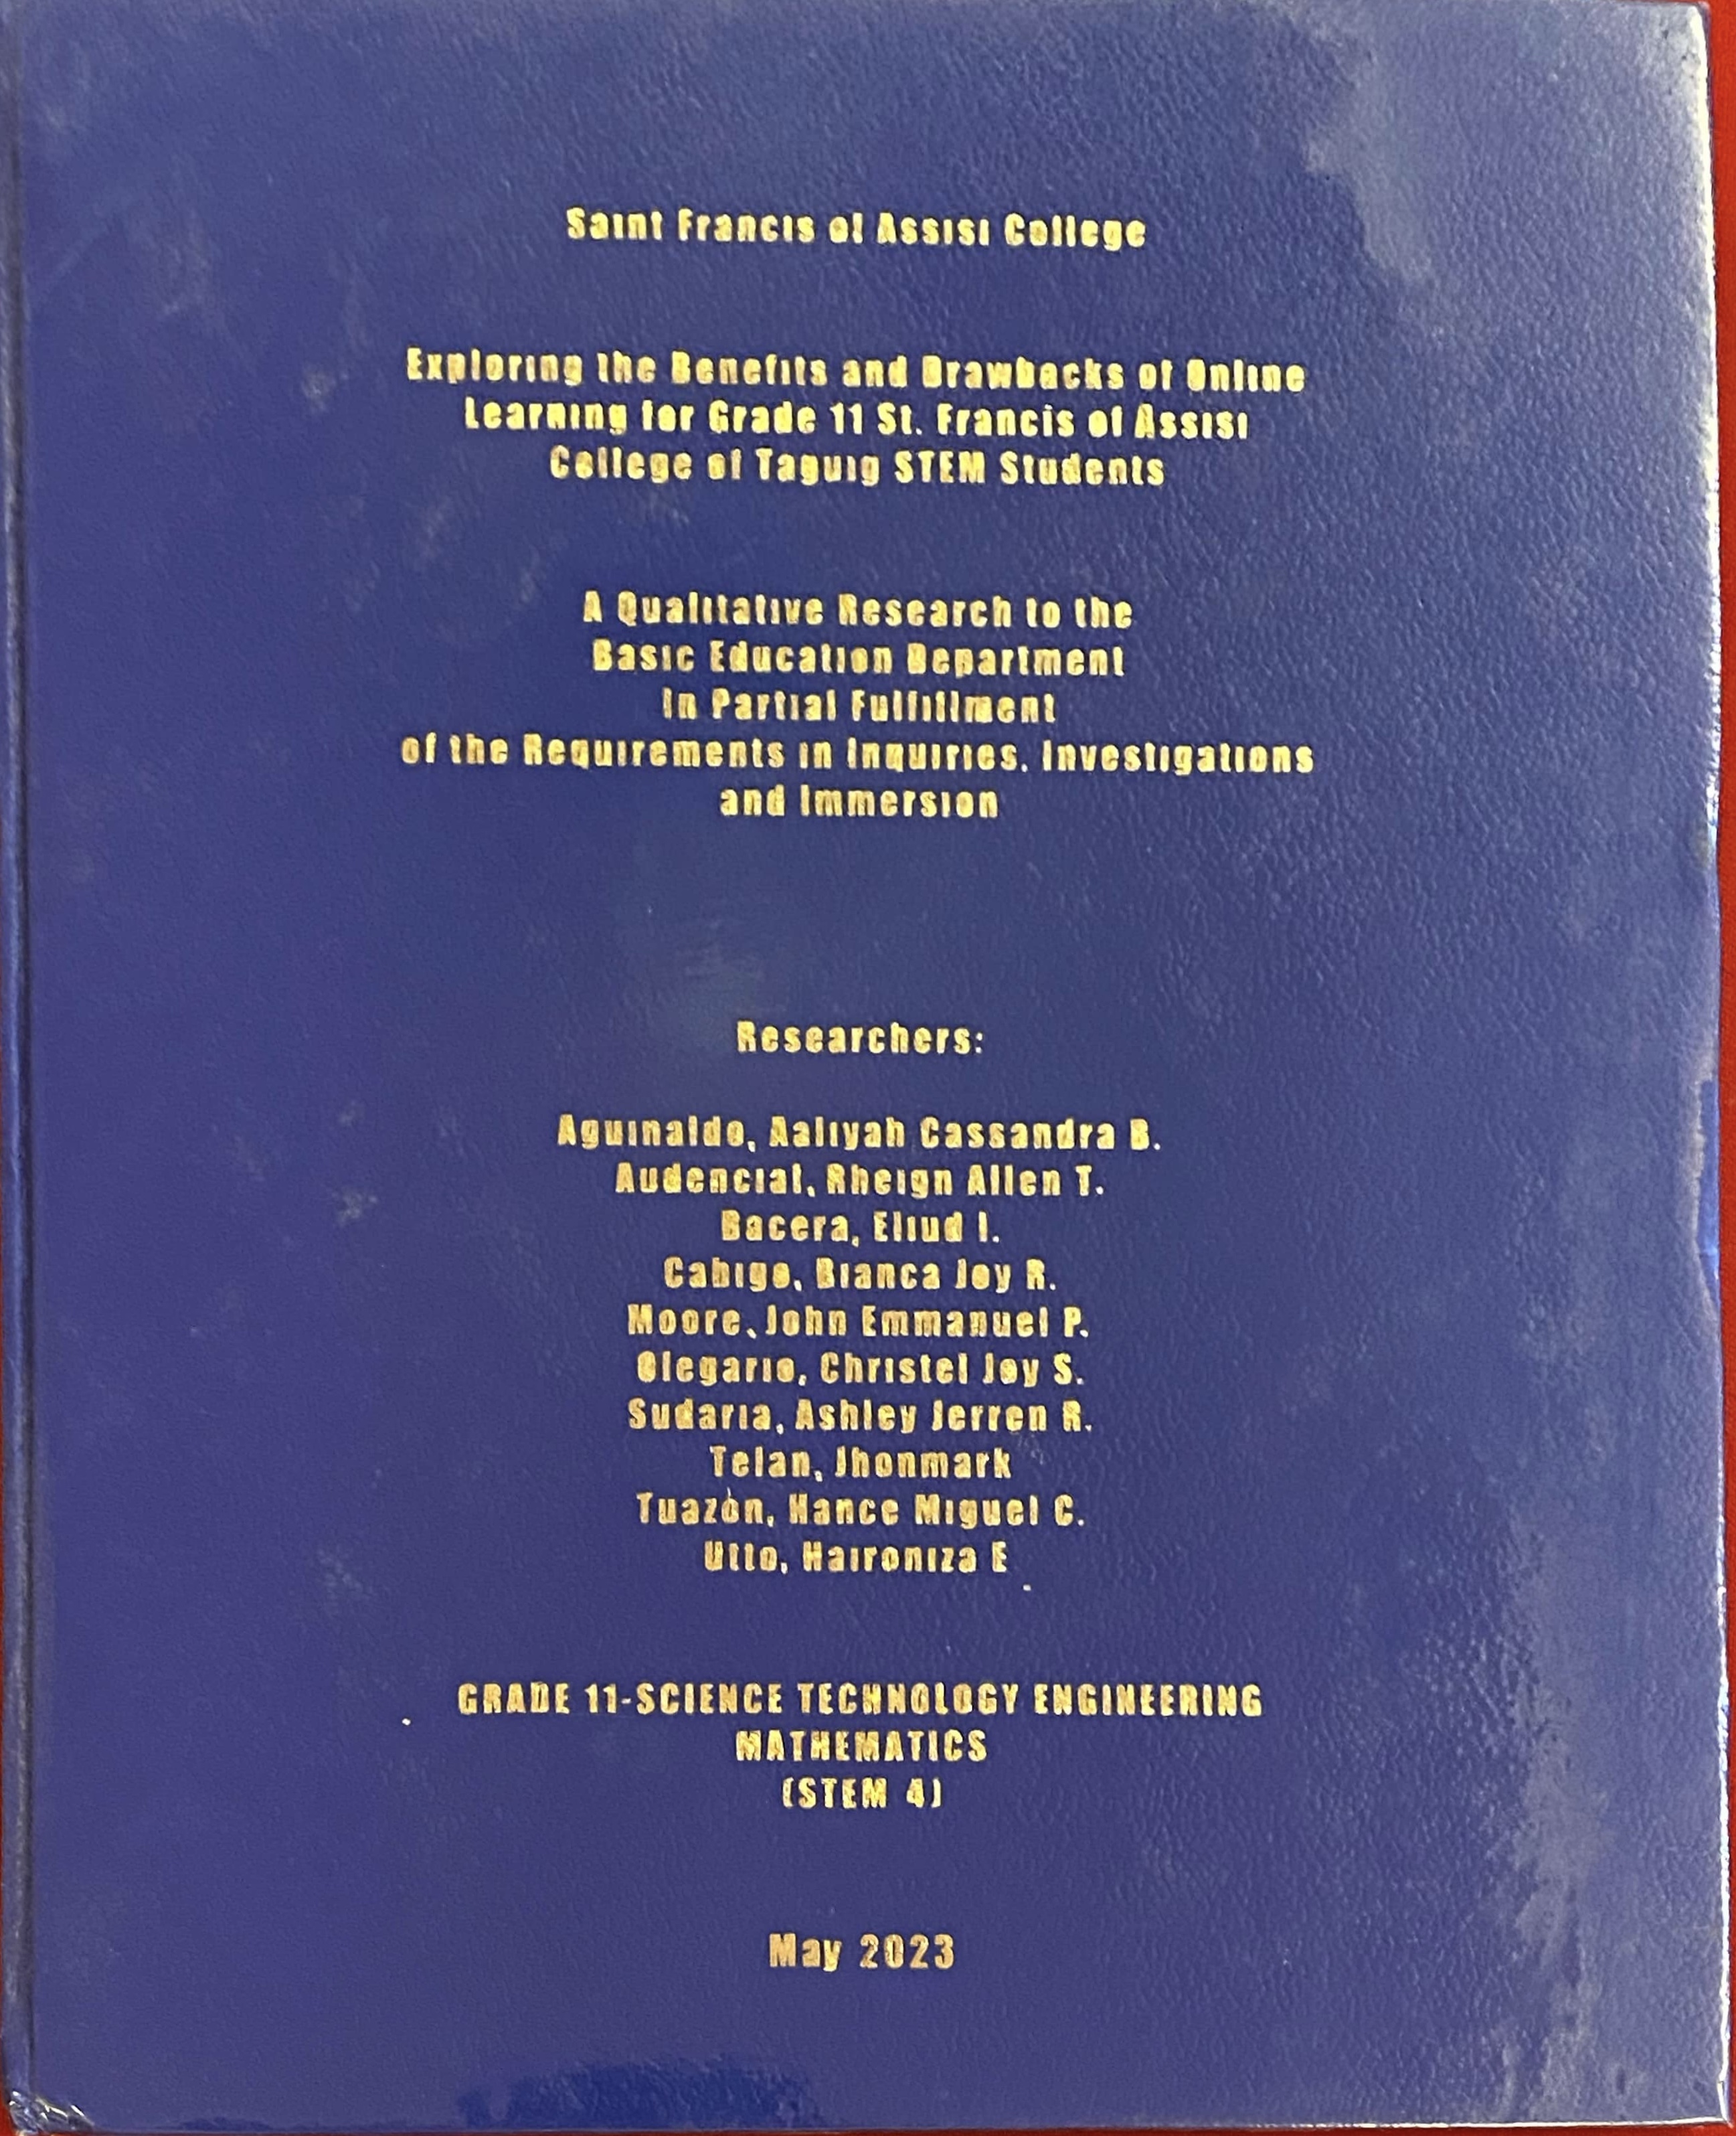 Saint Francis of Assisi College
Exploring the Benefits and Drawbacks of Online
Learning for Grade 11 St. Francis of Assisi
College of Taguig STEM Students
A Qualitative Research to the
Basic Education Department
In Partial Fulfillment
of the Requirements in Inquiries, Investigations
and Immersion
Researchers:
Aguinaldo, Aaliyah Cassandra B.
Audencial, Rheign Allen T.
Bacera, Eliud I.
Cabigo, Bianca Joy R.
Moore, John Emmanuel P.
Olegario, Christel Joy S.
Sudaria, Ashley Jerren R.
Telan, Jhonmark
Tuazon, Hance Miguel C.
Utto, Haironiza E
GRADE 11-SCIENCE TECHNOLOGY ENGINEERING
MATHEMATICS
(STEM 4)
May 2023